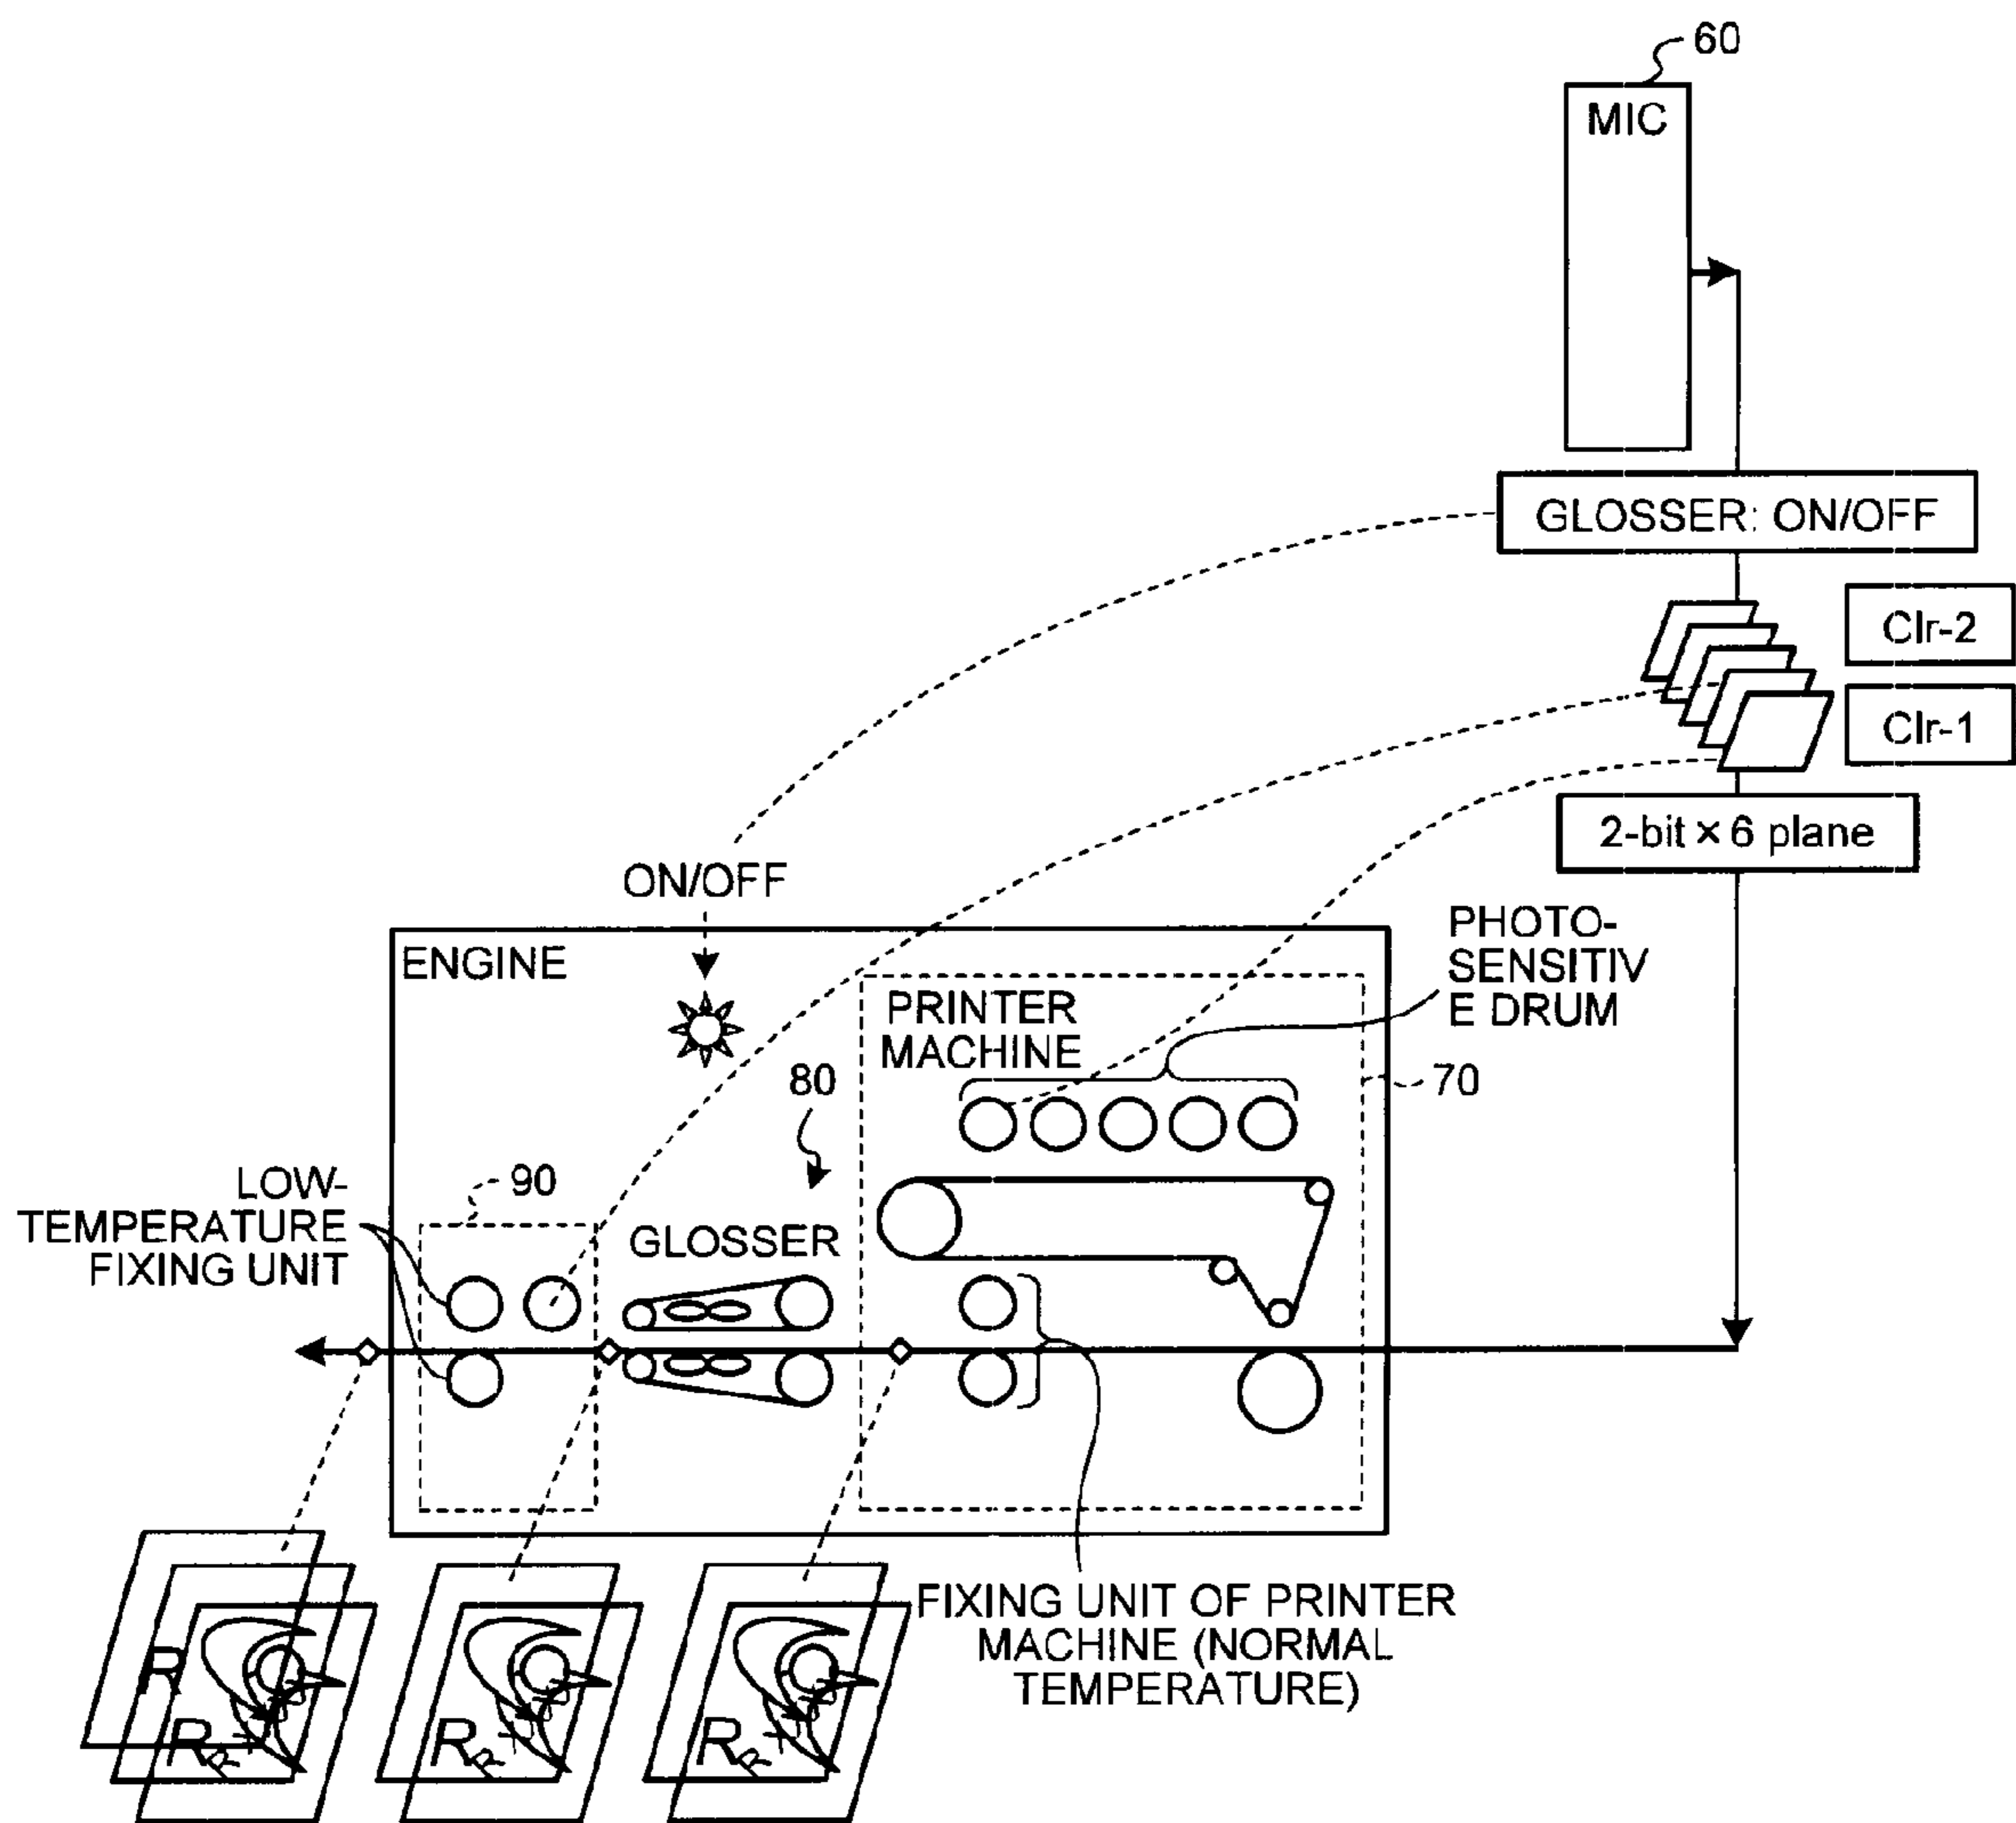 60
MIC
GLOSSER: ON/OFF
Clr-2
Clr-1
2-bit × 6 plane
ON/OFF
ENGINE
PHOTO-
SENSITIV
E DRUM
PRINTER
MACHINE
80
70
LOW-
TEMPERATURE
FIXING UNIT
90
GLOSSER
FIXING UNIT OF PRINTER
MACHINE (NORMAL
TEMPERATURE)
R
R
R
R
R
R
R